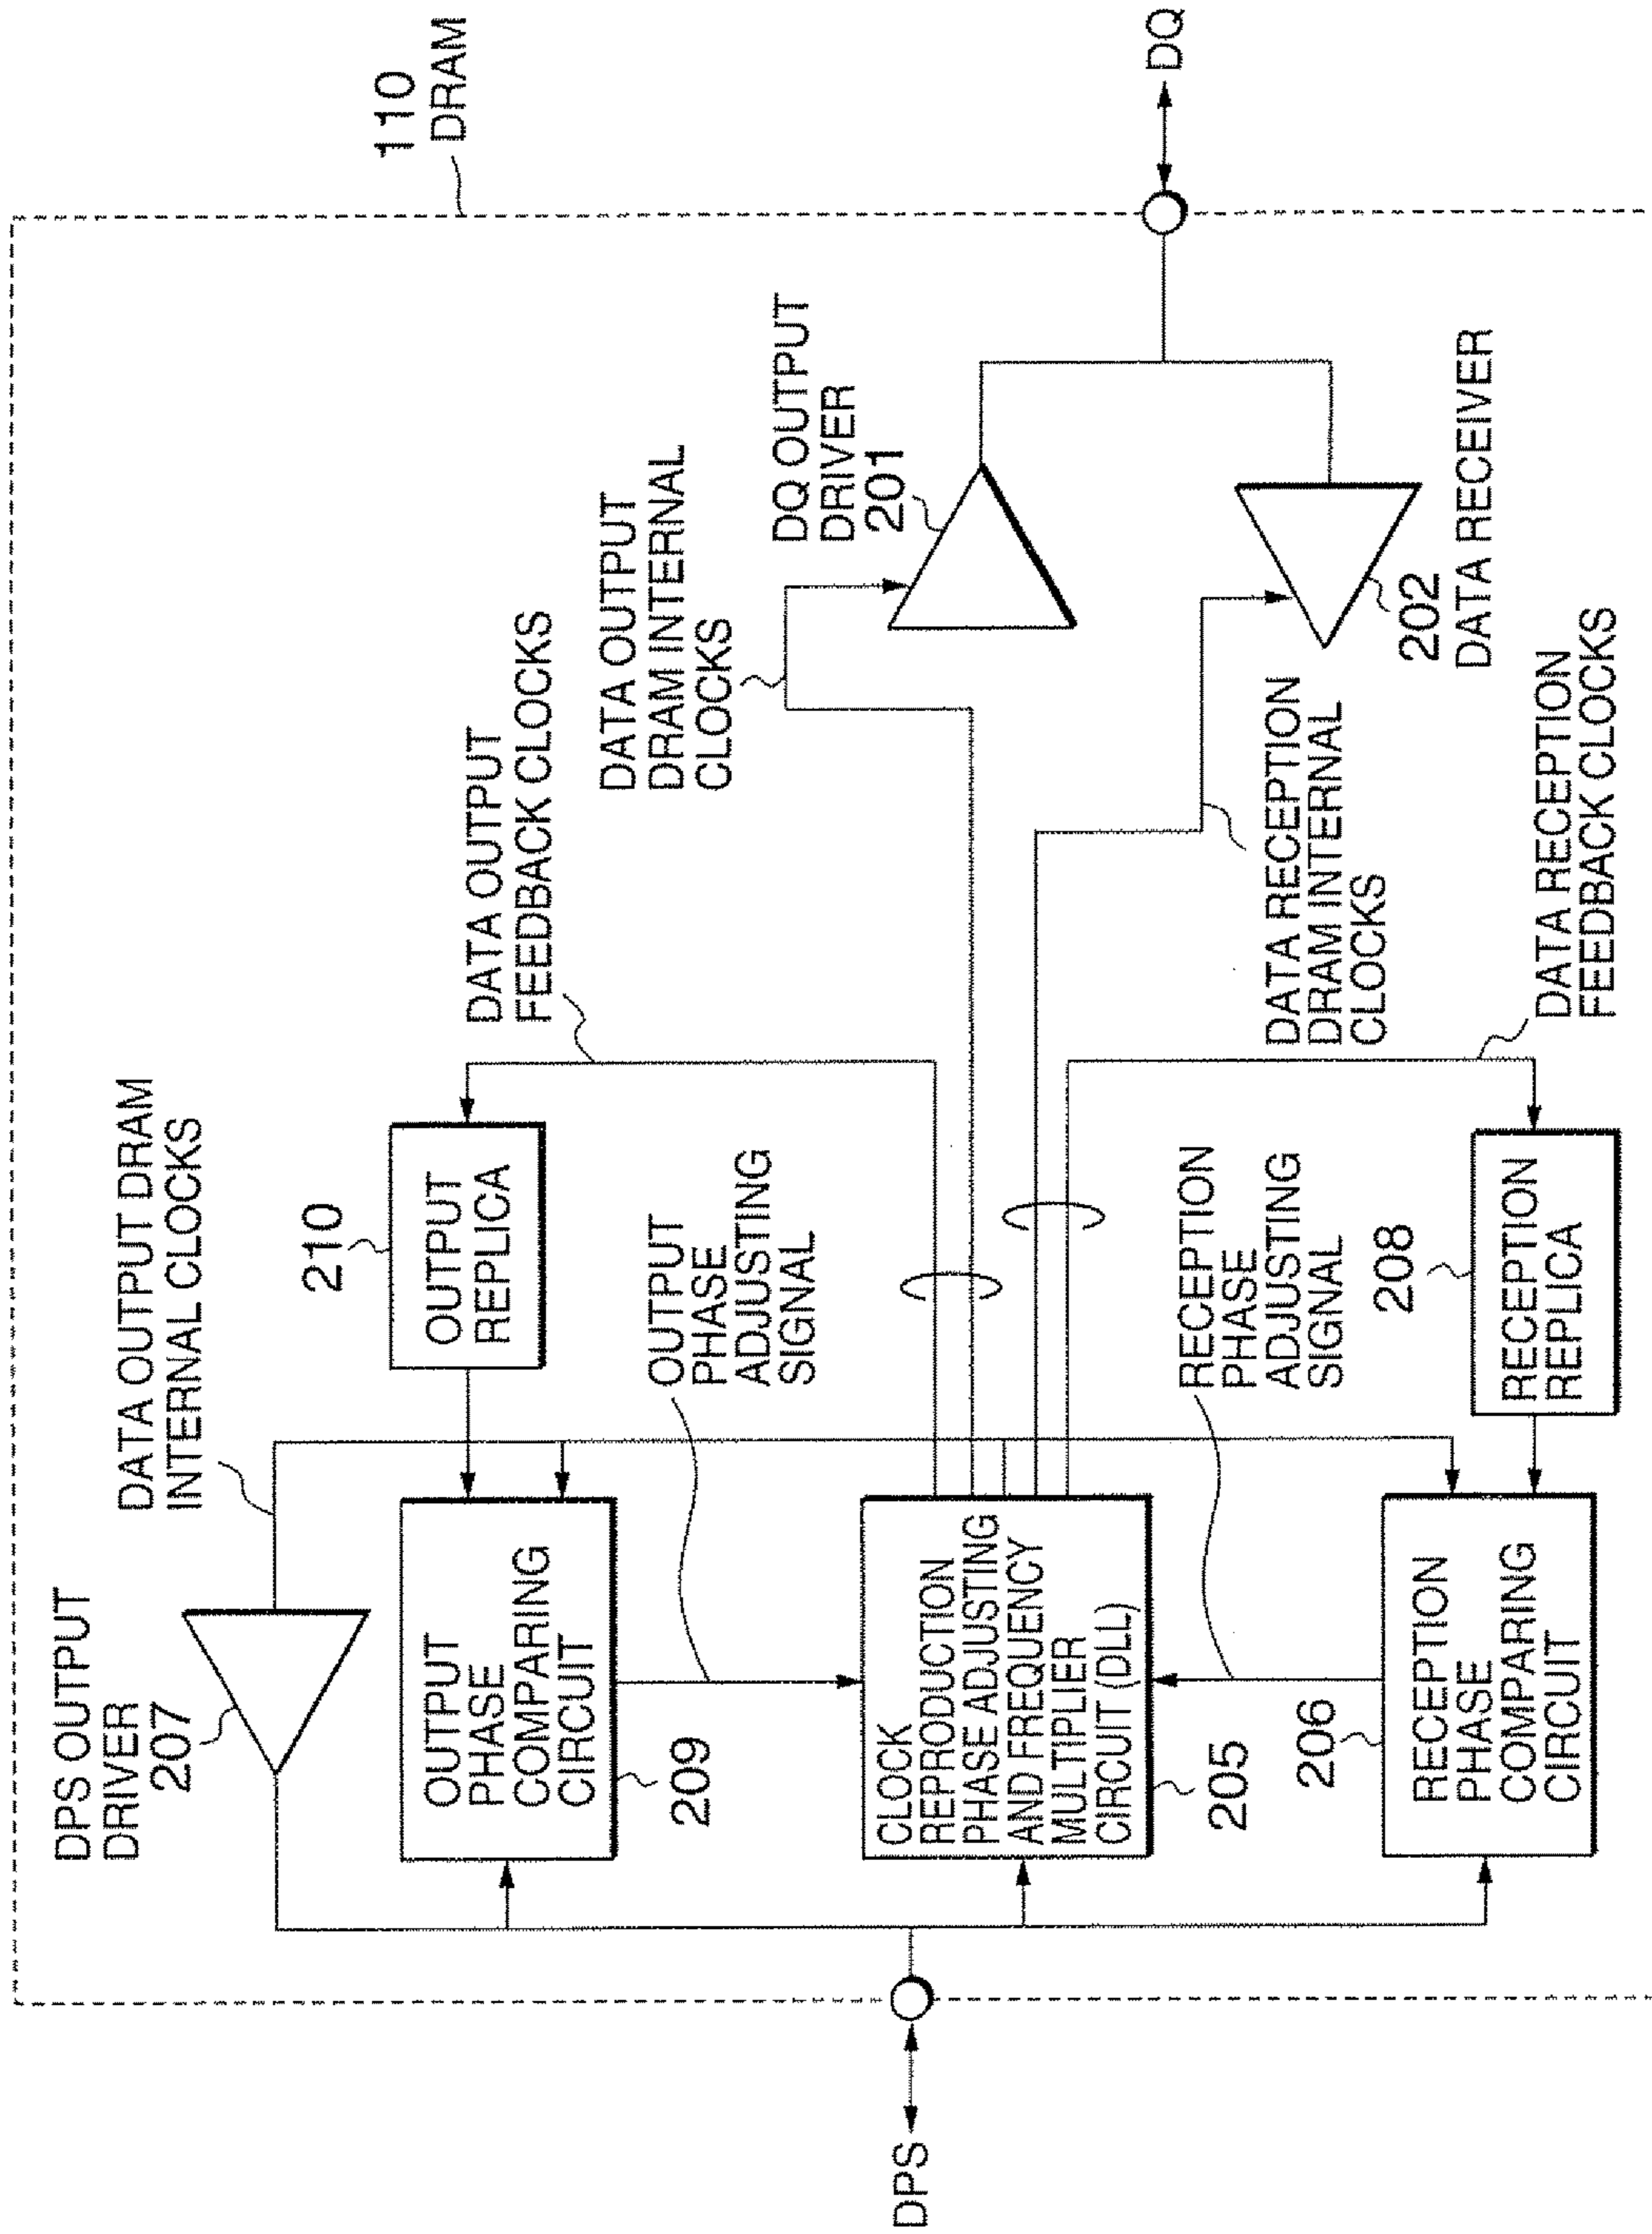 110
DRAM
DPS OUTPUT
DRIVER
207
DATA OUTPUT DRAM
INTERNAL CLOCKS
210
OUTPUT
REPLICA
DATA OUTPUT
FEEDBACK CLOCKS
DATA OUTPUT
DRAM INTERNAL
CLOCKS
DQ OUTPUT
DRIVER
201
OUTPUT
PHASE
COMPARING
CIRCUIT
209
OUTPUT
PHASE
ADJUSTING
SIGNAL
DPS
CLOCK
REPRODUCTION
PHASE ADJUSTING
AND FREQUENCY
MULTIPLIER
CIRCUIT (DLL)
205
DQ
RECEPTION
PHASE
ADJUSTING
SIGNAL
DATA RECEPTION
DRAM INTERNAL
CLOCKS
202
DATA RECEIVER
206
RECEPTION
PHASE
COMPARING
CIRCUIT
208
RECEPTION
REPLICA
DATA RECEPTION
FEEDBACK CLOCKS